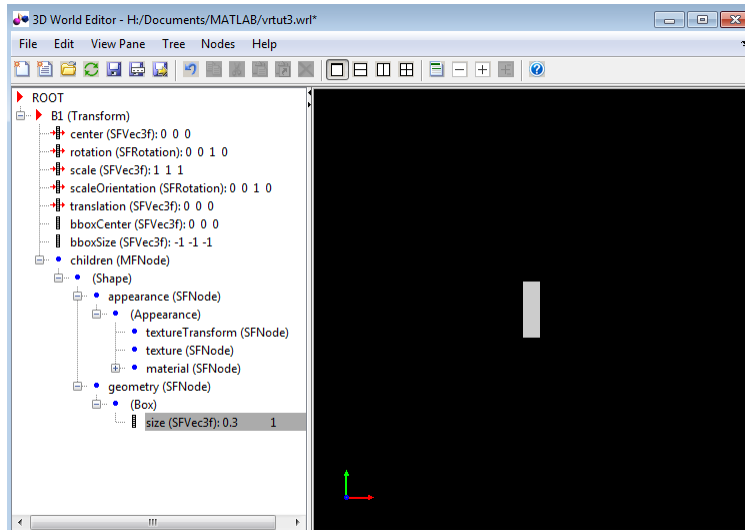 3D World Editor - H:/Documents/MATLAB/vrtut3.wrl*
File Edit View Pane Tree Nodes Help
ROOT
B1 (Transform)
center (SFVec3f): 0 0 0
rotation (SFRotation): 0 0 1 0
scale (SFVec3f): 1 1 1
scaleOrientation (SFRotation): 0 0 1 0
translation (SFVec3f): 0 0 0
bboxCenter (SFVec3f): 0 0 0
bboxSize (SFVec3f): -1 -1 -1
children (MFNode)
(Shape)
appearance (SFNode)
(Appearance)
textureTransform (SFNode)
texture (SFNode)
material (SFNode)
geometry (SFNode)
(Box)
size (SFVec3f): 0.3 1